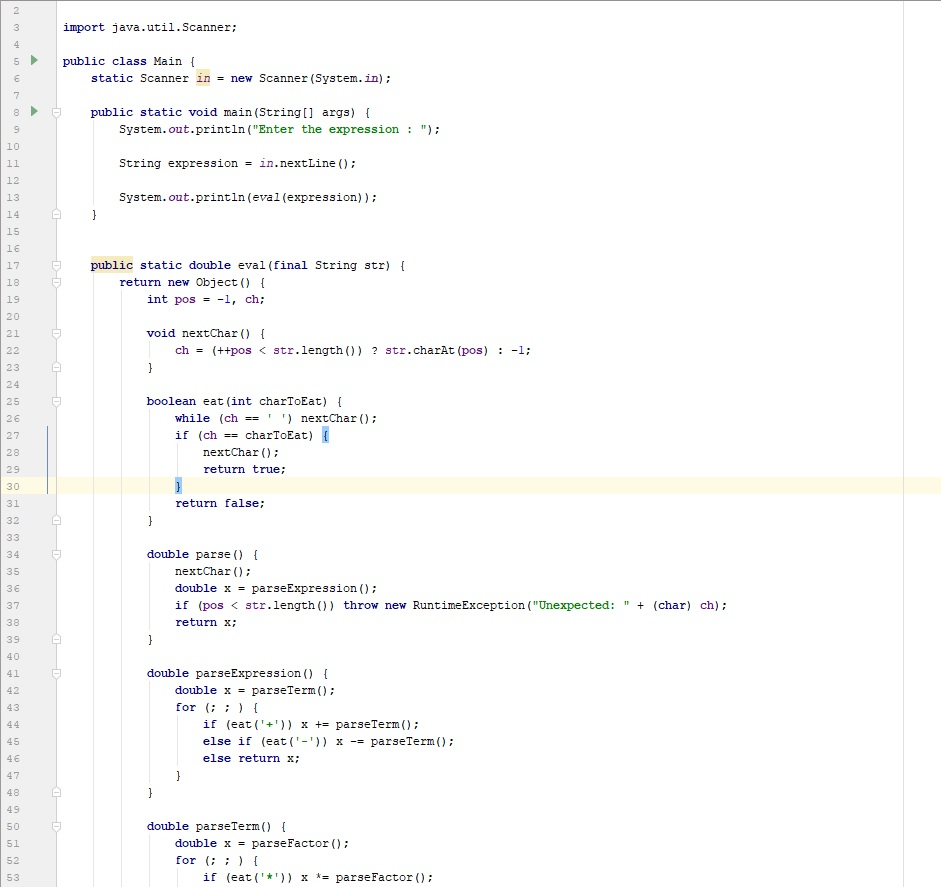 2
3 import java.util.Scanner;
4
5 public class Main {
6 static Scanner in = new Scanner(System.in);
7
8 public static void main(String[] args) {
9 System.out.println("Enter the expression : ");
10
11 String expression = in.nextLine();
12
13 System.out.println(eval(expression));
14 }
15
16
17 public static double eval(final String str) {
18 return new Object() {
19 int pos = -1, ch;
20
21 void nextChar() {
22 ch = (++pos < str.length()) ? str.charAt(pos) : -1;
23 }
24
25 boolean eat(int charToEat) {
26 while (ch == ' ') nextChar();
27 if (ch == charToEat) {
28 nextChar();
29 return true;
30 }
31 return false;
32 }
33
34 double parse() {
35 nextChar();
36 double x = parseExpression();
37 if (pos < str.length()) throw new RuntimeException("Unexpected: " + (char) ch);
38 return x;
39 }
40
41 double parseExpression() {
42 double x = parseTerm();
43 for (; ; ) {
44 if (eat('+')) x += parseTerm();
45 else if (eat('-')) x -= parseTerm();
46 else return x;
47 }
48 }
49
50 double parseTerm() {
51 double x = parseFactor();
52 for (; ; ) {
53 if (eat('*')) x *= parseFactor();